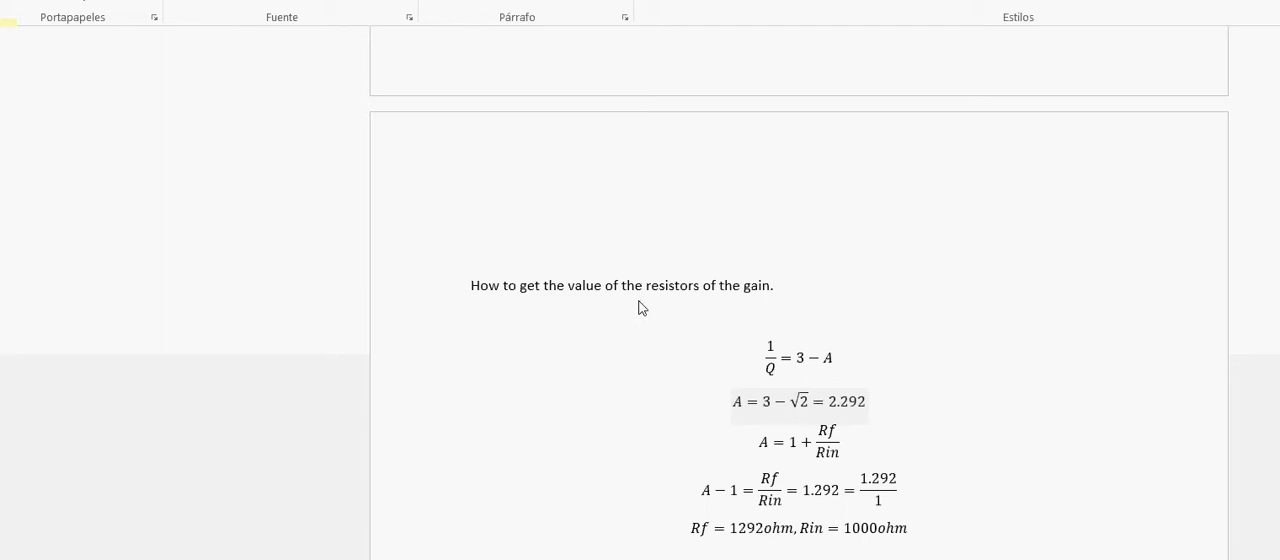 Portapapeles Fuente Párrafo Estilos
How to get the value of the resistors of the gain.
1/Q = 3 − A
A = 3 − √2 = 2.292
A = 1 + Rf/Rin
A − 1 = Rf/Rin = 1.292 = 1.292/1
Rf = 1292ohm, Rin = 1000ohm